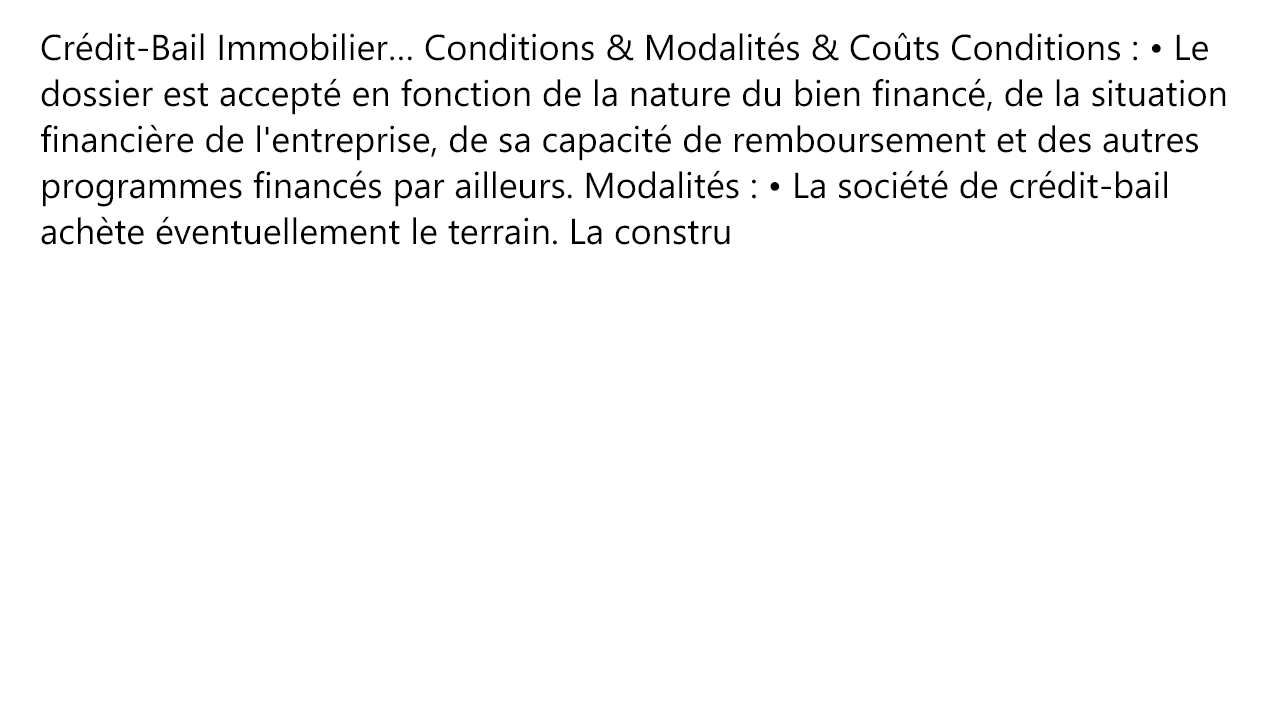 Crédit-Bail Immobilier... Conditions & Modalités & Coûts Conditions : • Le
dossier est accepté en fonction de la nature du bien financé, de la situation
financière de l'entreprise, de sa capacité de remboursement et des autres
programmes financés par ailleurs. Modalités : • La société de crédit-bail
achète éventuellement le terrain. La constru